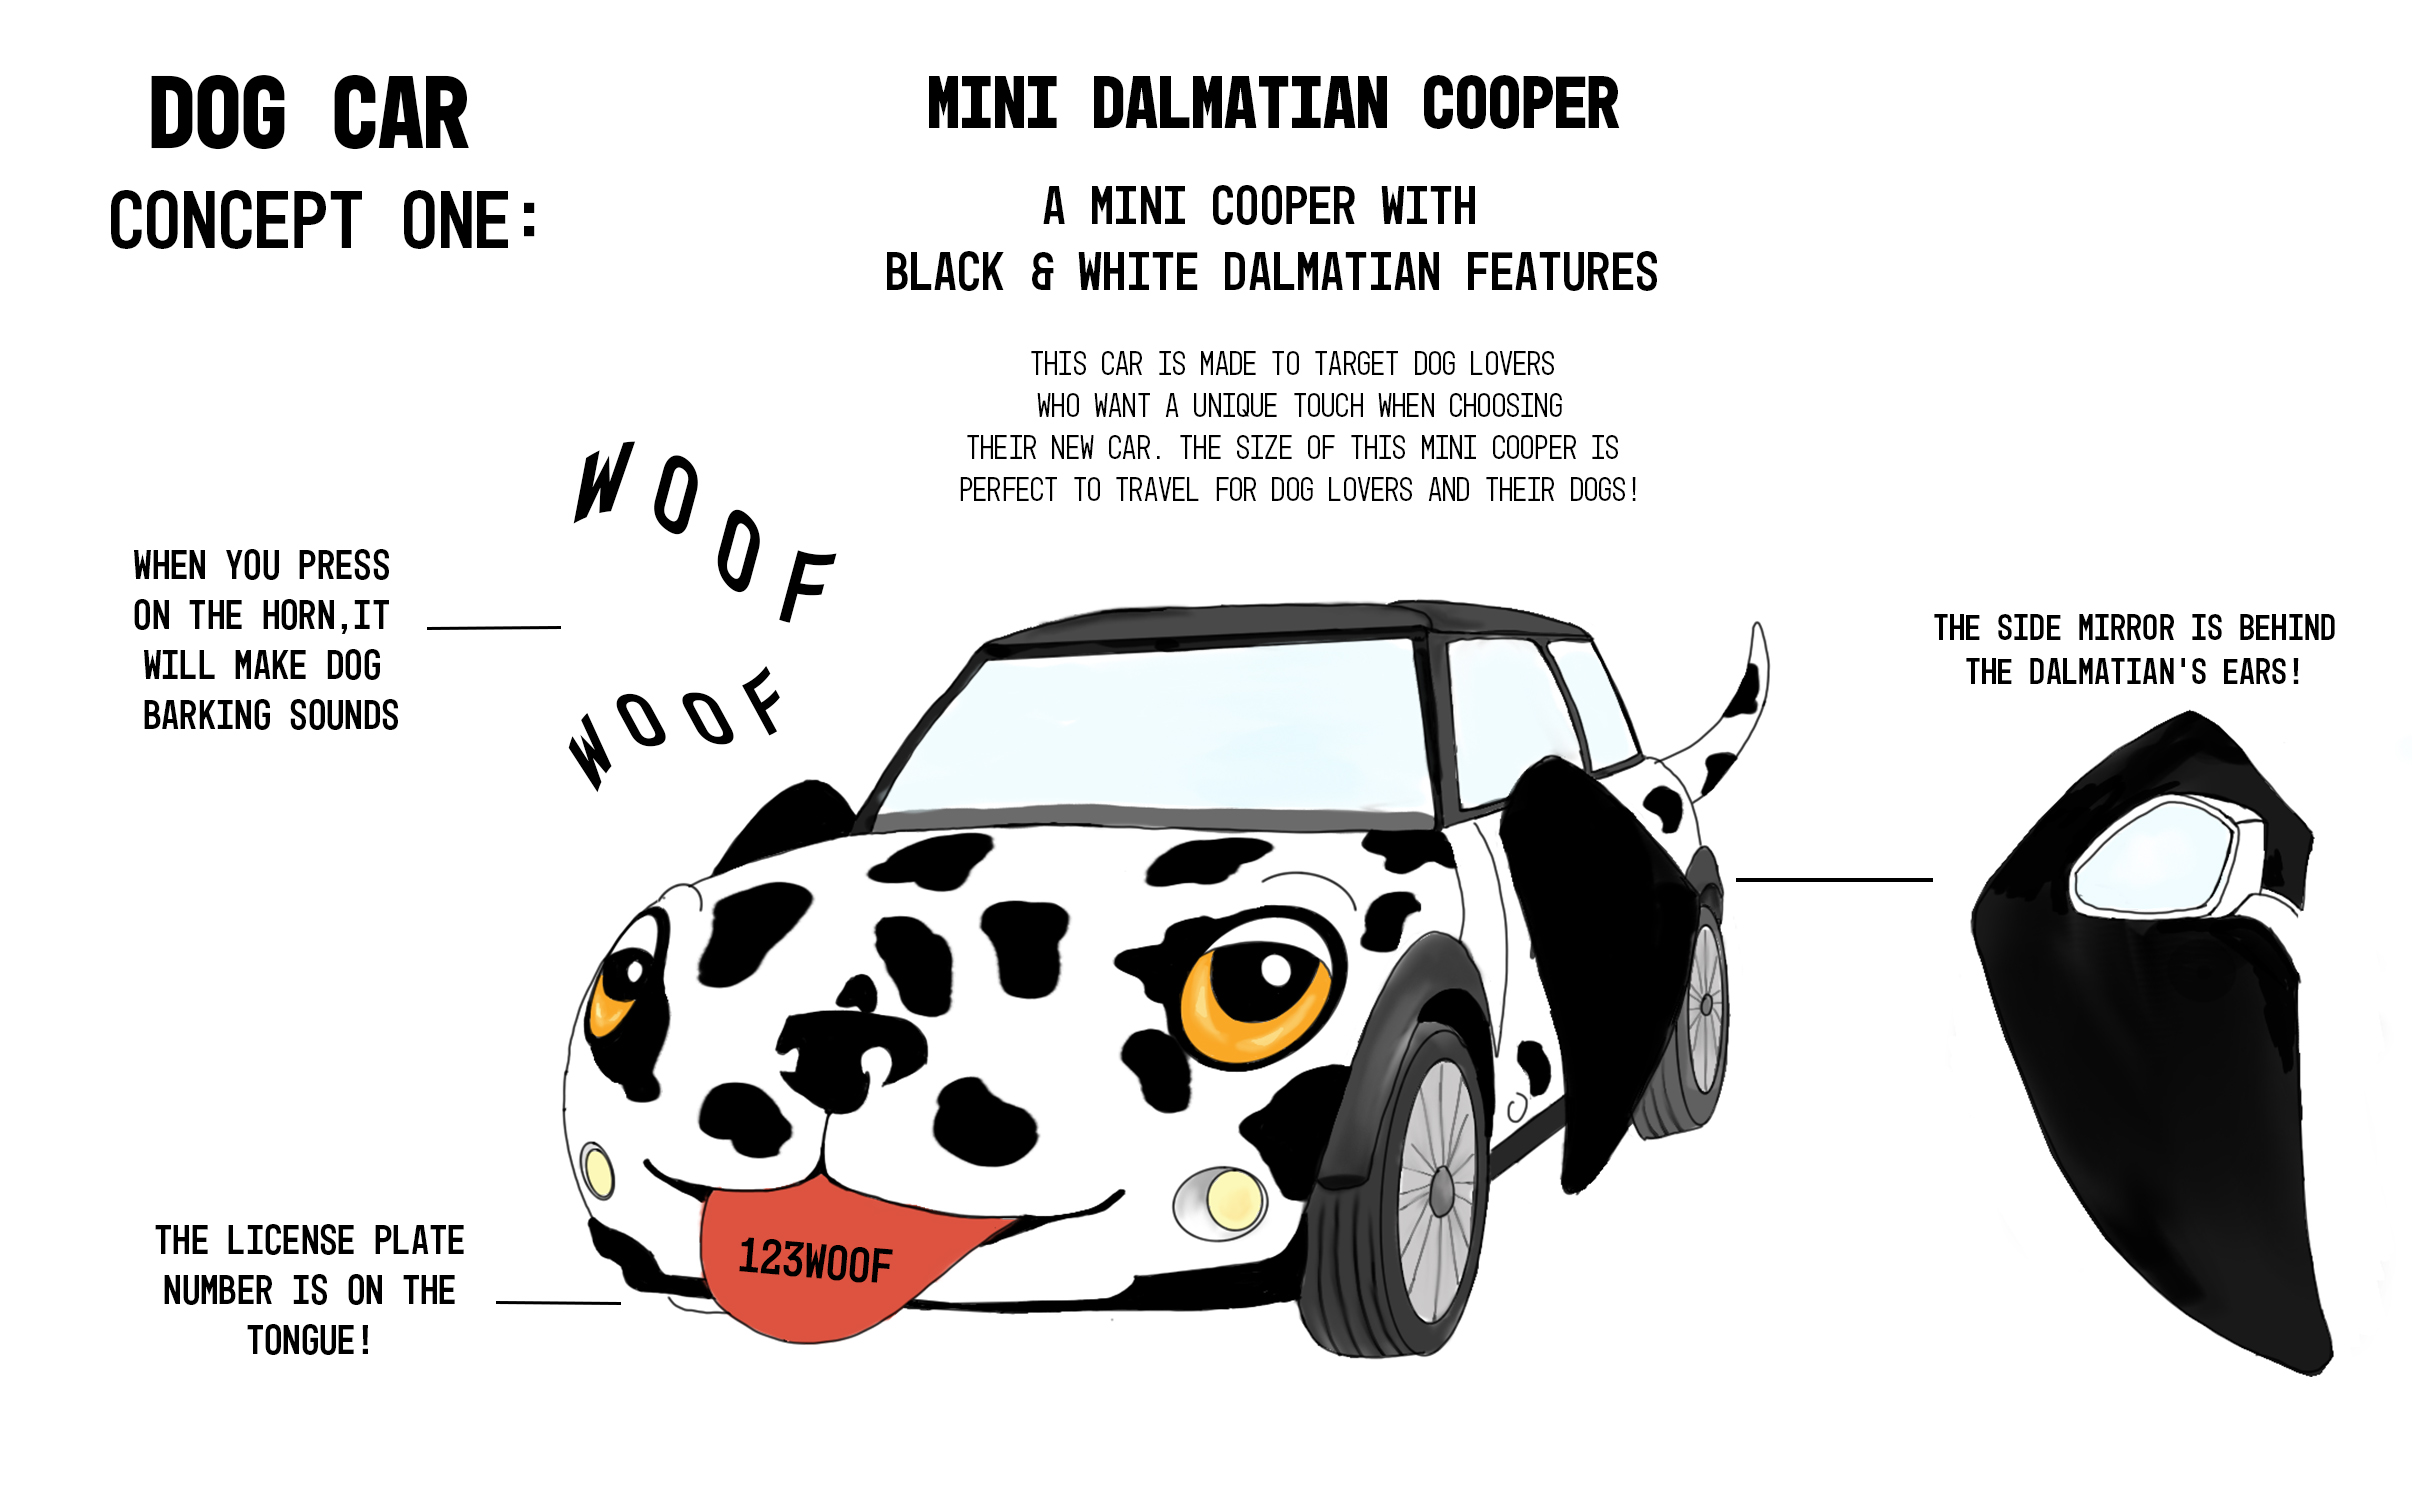 DOG CAR
CONCEPT ONE:
MINI DALMATIAN COOPER
A MINI COOPER WITH
BLACK & WHITE DALMATIAN FEATURES
THIS CAR IS MADE TO TARGET DOG LOVERS
WHO WANT A UNIQUE TOUCH WHEN CHOOSING
THEIR NEW CAR. THE SIZE OF THIS MINI COOPER IS
PERFECT TO TRAVEL FOR DOG LOVERS AND THEIR DOGS!
WOOF
WOOF
WHEN YOU PRESS
ON THE HORN,IT
WILL MAKE DOG
BARKING SOUNDS
THE SIDE MIRROR IS BEHIND
THE DALMATIAN'S EARS!
THE LICENSE PLATE
NUMBER IS ON THE
TONGUE!
123WOOF